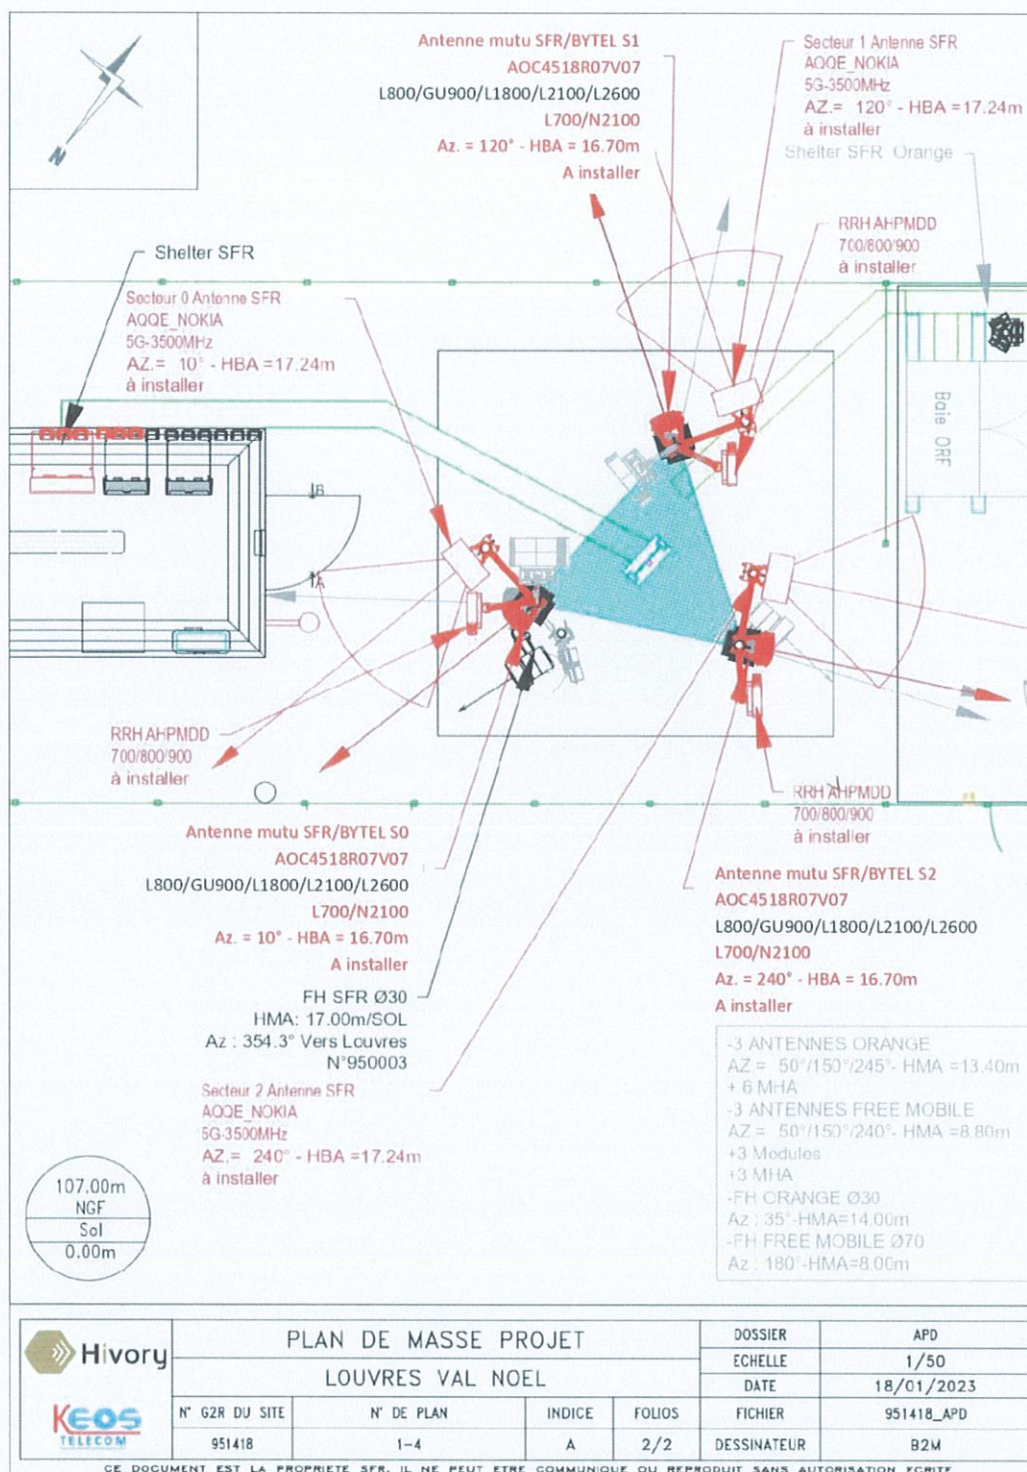 N
Antenne mutu SFR/BYTEL S1
AOC4518R07V07
L800/GU900/L1800/L2100/L2600
L700/N2100
Az. = 120° - HBA = 16.70m
A installer
Secteur 1 Antenne SFR
AQQE_NOKIA
5G-3500MHz
AZ.= 120° - HBA =17.24m
à installer
Shelter SFR Orange
RRH AHPMDD
700/800/900
à installer
Shelter SFR
Secteur 0 Antenne SFR
AQQE_NOKIA
5G-3500MHz
AZ.= 10° - HBA =17.24m
à installer
Baie ORF
B
A
RRH AHPMDD
700/800/900
à installer
RRH AHPMDD
700/800/900
à installer
Antenne mutu SFR/BYTEL S0
AOC4518R07V07
L800/GU900/L1800/L2100/L2600
L700/N2100
Az. = 10° - HBA = 16.70m
A installer
Antenne mutu SFR/BYTEL S2
AOC4518R07V07
L800/GU900/L1800/L2100/L2600
L700/N2100
Az. = 240° - HBA = 16.70m
A installer
FH SFR Ø30
HMA: 17.00m/SOL
Az : 354.3° Vers Louvres
N°950003
Secteur 2 Antenne SFR
AQQE_NOKIA
5G-3500MHz
AZ.= 240° - HBA =17.24m
à installer
-3 ANTENNES ORANGE
AZ.= 50°/150°/245°- HMA =13.40m
+ 6 MHA
-3 ANTENNES FREE MOBILE
AZ.= 50°/150°/240°- HMA =8.80m
+3 Modules
+3 MHA
-FH ORANGE Ø30
Az : 35°-HMA=14.00m
-FH FREE MOBILE Ø70
Az : 180°-HMA=8.00m
107.00m
NGF
Sol
0.00m
Hivory
KEOS
TELECOM
PLAN DE MASSE PROJET
LOUVRES VAL NOEL
N° G2R DU SITE
N° DE PLAN
INDICE
FOLIOS
951418
1-4
A
2/2
DOSSIER
APD
ECHELLE
1/50
DATE
18/01/2023
FICHIER
951418_APD
DESSINATEUR
B2M
CE DOCUMENT EST LA PROPRIETE SFR. IL NE PEUT ETRE COMMUNIQUE OU REPRODUIT SANS AUTORISATION ECRITE